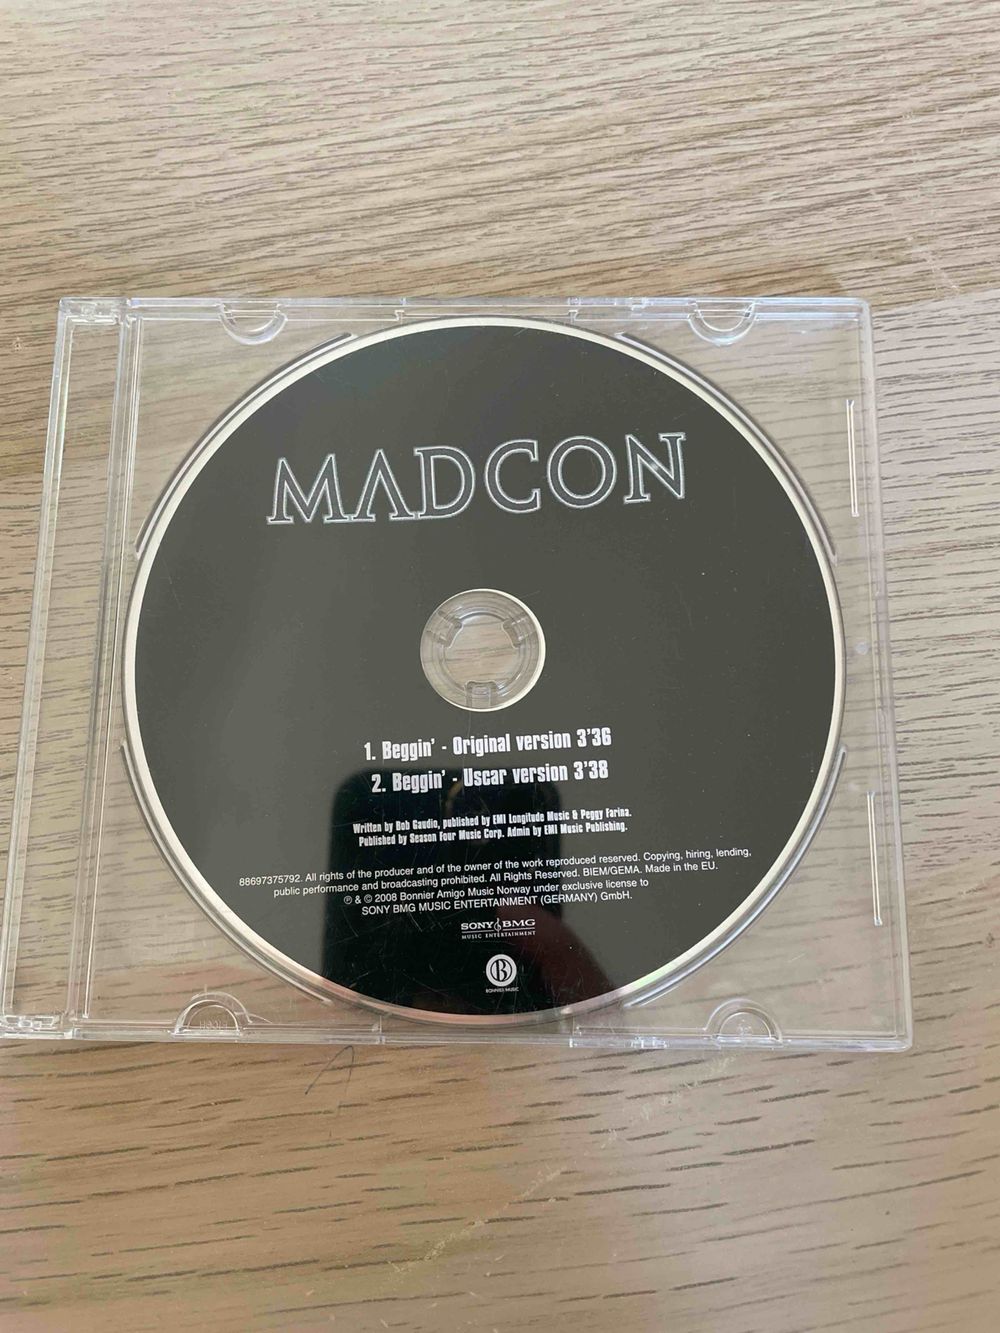 MADCON
1. Beggin' - Original version 3'36
2. Beggin' - Uscar version 3'38
Written by Bob Gaudio, published by EMI Longitude Music & Peggy Farina.
Published by Season Four Music Corp. Admin by EMI Music Publishing.
88697375792. All rights of the producer and of the owner of the work reproduced reserved. Copying, hiring, lending,
public performance and broadcasting prohibited. All Rights Reserved. BIEM/GEMA. Made in the EU.
℗ & © 2008 Bonnier Amigo Music Norway under exclusive license to
SONY BMG MUSIC ENTERTAINMENT (GERMANY) GmbH.
SONY BMG
MUSIC ENTERTAINMENT
B
BONNIER MUSIC